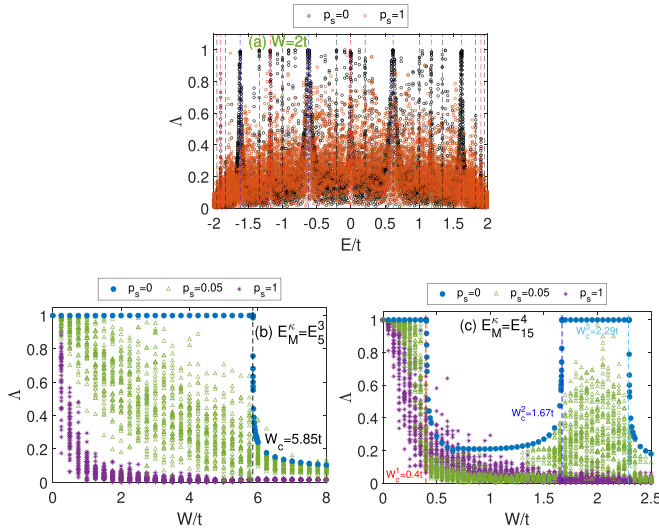 p_s=0 p_s=1
(a) W=2t
1
0.8
0.6
0.4
0.2
0
Λ
-2 -1.5 -1 -0.5 0 0.5 1 1.5 2
E/t
p_s=0 p_s=0.05 p_s=1
1
0.8
0.6
0.4
0.2
0
Λ
(b) E_M^κ=E_5^3
W_c=5.85t
0 2 4 6 8
W/t
p_s=0 p_s=0.05 p_s=1
1
0.8
0.6
0.4
0.2
0
Λ
W_c^3=2.29t
(c) E_M^κ=E_15^4
W_c^2=1.67t
W_c^1=0.4t
0 0.5 1 1.5 2 2.5
W/t